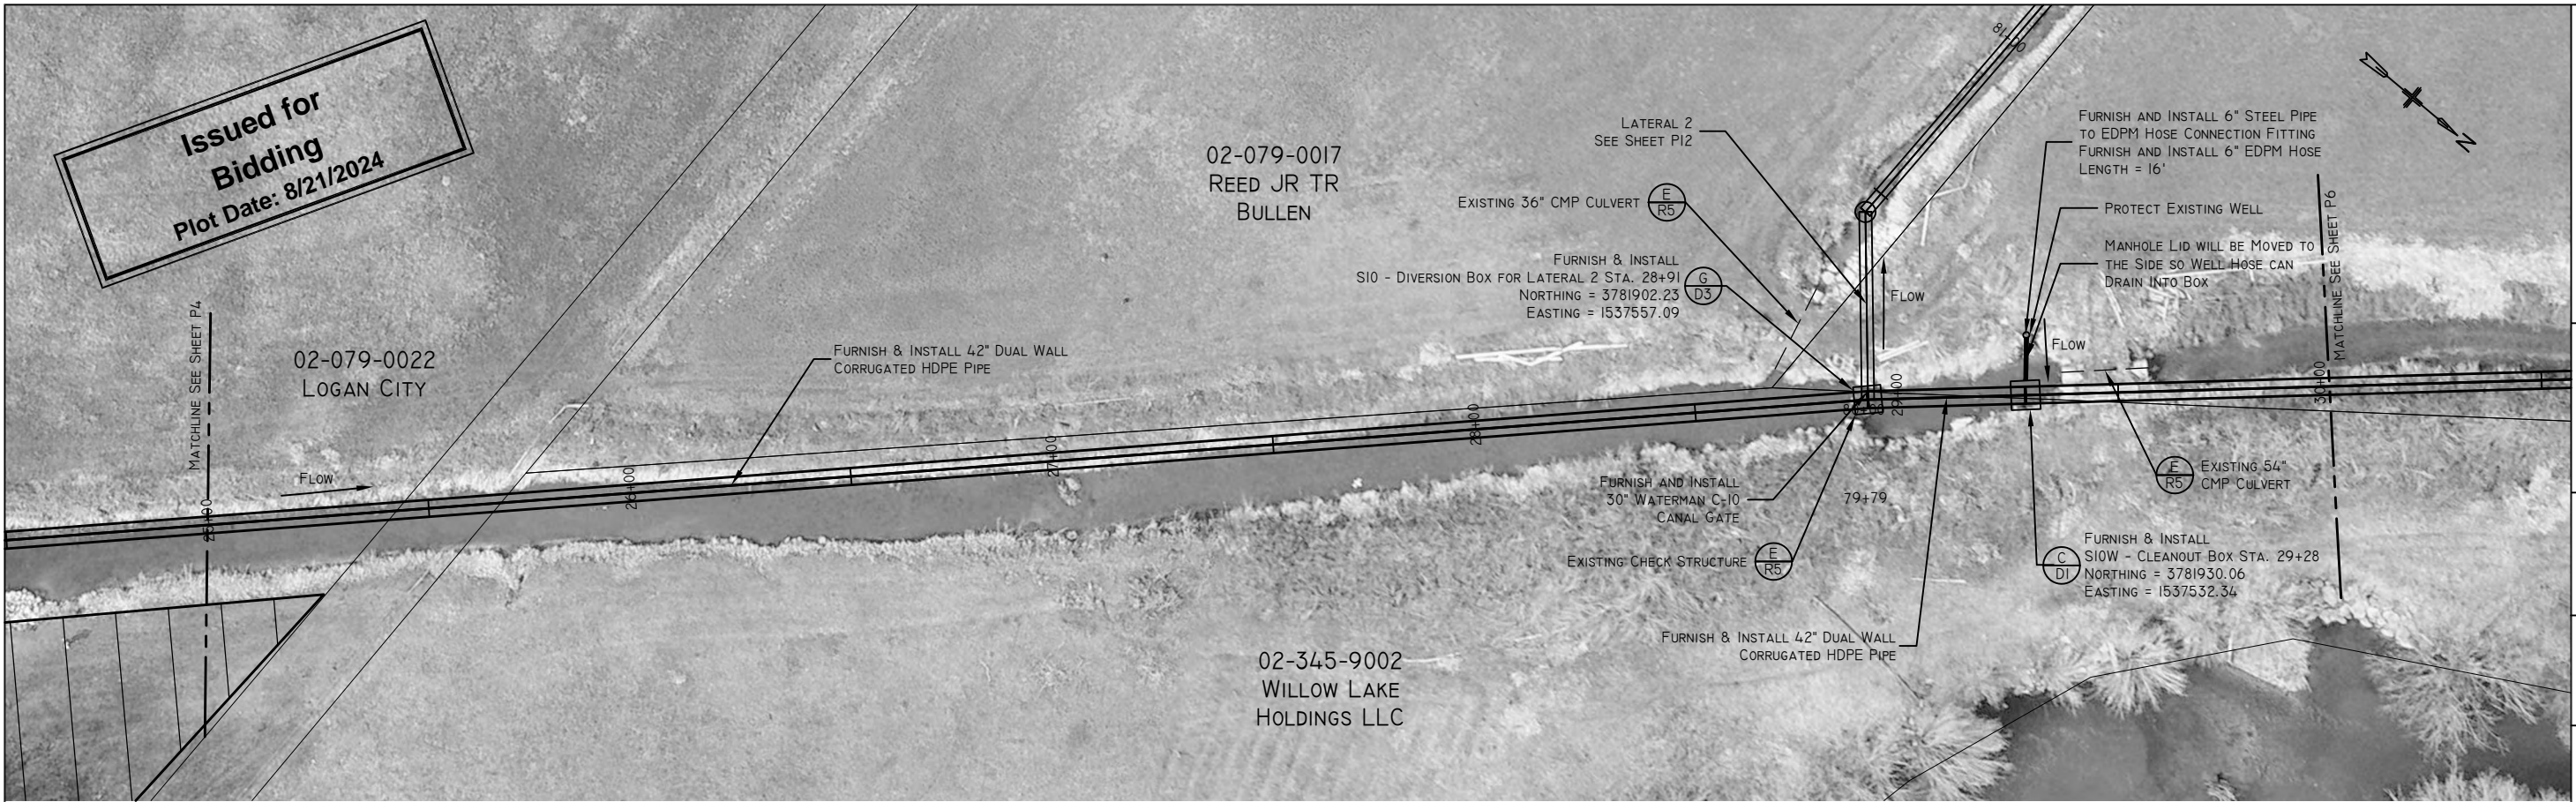 Issued for
Bidding
Plot Date: 8/21/2024
MATCHLINE SEE SHEET P4
02-079-0022
LOGAN CITY
FLOW
25+00
26+00
27+00
28+00
29+00
30+00
FURNISH & INSTALL 42" DUAL WALL
CORRUGATED HDPE PIPE
02-079-0017
REED JR TR
BULLEN
LATERAL 2
SEE SHEET P12
EXISTING 36" CMP CULVERT
E
R5
FURNISH & INSTALL
S10 - DIVERSION BOX FOR LATERAL 2 STA. 28+91
NORTHING = 3781902.23
EASTING = 1537557.09
G
D3
81+00
FLOW
FURNISH AND INSTALL 6" STEEL PIPE
TO EDPM HOSE CONNECTION FITTING
FURNISH AND INSTALL 6" EDPM HOSE
LENGTH = 16'
PROTECT EXISTING WELL
MANHOLE LID WILL BE MOVED TO
THE SIDE SO WELL HOSE CAN
DRAIN INTO BOX
FLOW
N
MATCHLINE SEE SHEET P6
FURNISH AND INSTALL
30" WATERMAN C-10
CANAL GATE
79+79
EXISTING CHECK STRUCTURE
E
R5
E
R5
EXISTING 54"
CMP CULVERT
C
D1
FURNISH & INSTALL
S10W - CLEANOUT BOX STA. 29+28
NORTHING = 3781930.06
EASTING = 1537532.34
FURNISH & INSTALL 42" DUAL WALL
CORRUGATED HDPE PIPE
02-345-9002
WILLOW LAKE
HOLDINGS LLC